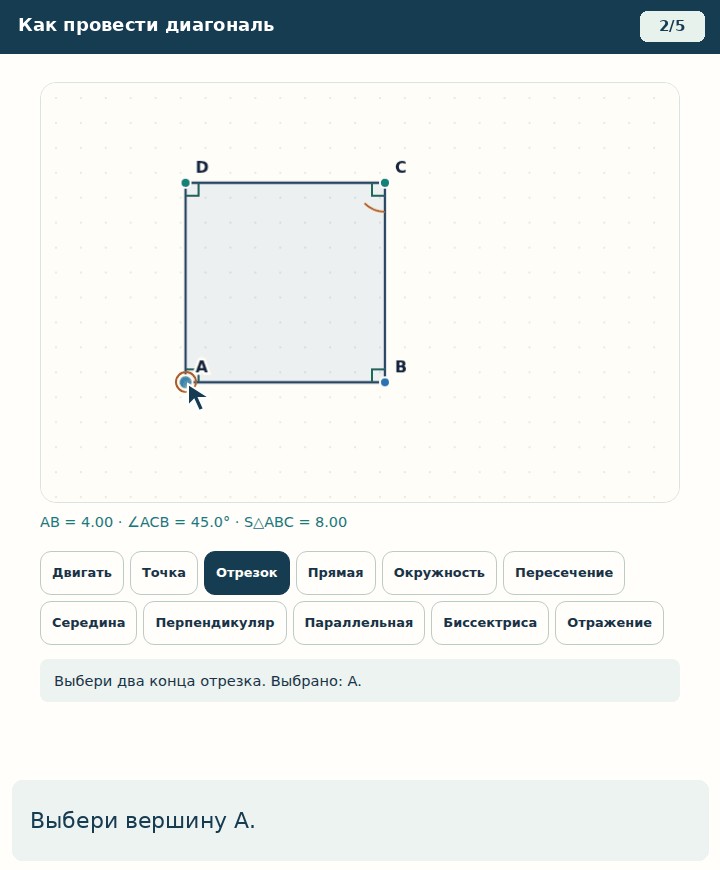 Как провести диагональ
2/5
D
C
A
B
AB = 4.00 · ∠ACB = 45.0° · S△ABC = 8.00
Двигать
Точка
Отрезок
Прямая
Окружность
Пересечение
Середина
Перпендикуляр
Параллельная
Биссектриса
Отражение
Выбери два конца отрезка. Выбрано: A.
Выбери вершину A.